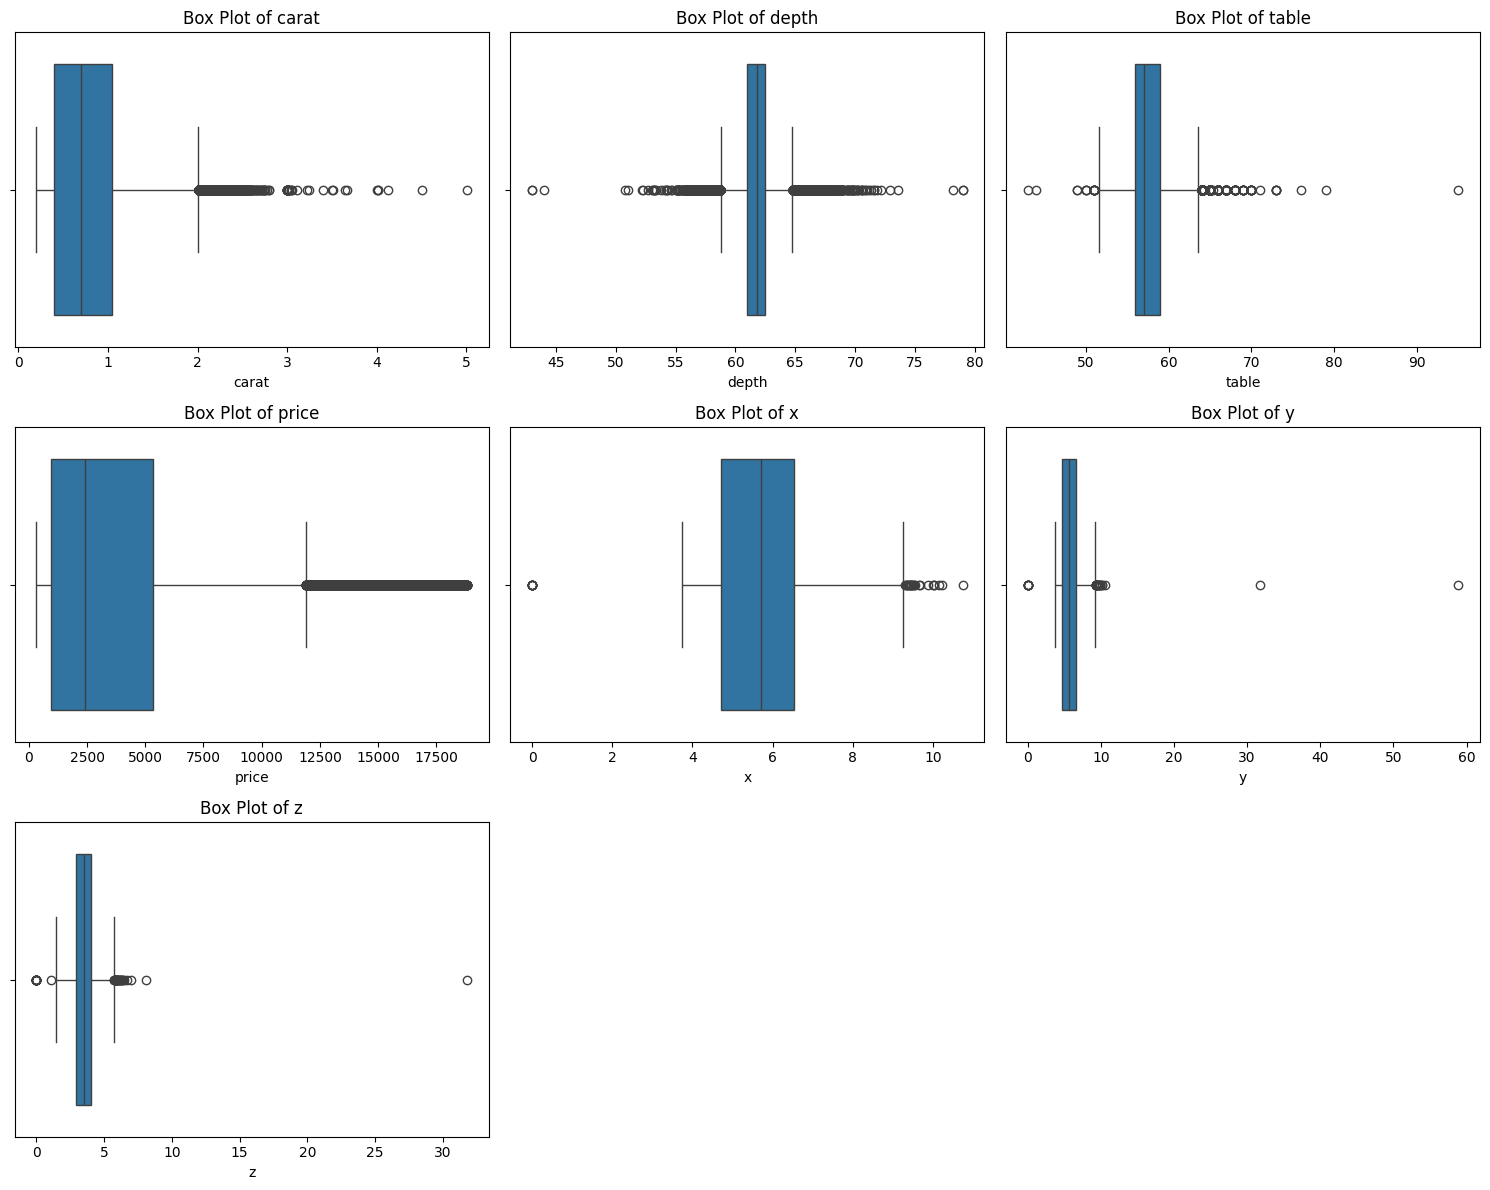 Box Plot of carat
0 1 2 3 4 5
carat
Box Plot of depth
45 50 55 60 65 70 75 80
depth
Box Plot of table
50 60 70 80 90
table
Box Plot of price
0 2500 5000 7500 10000 12500 15000 17500
price
Box Plot of x
0 2 4 6 8 10
x
Box Plot of y
0 10 20 30 40 50 60
y
Box Plot of z
0 5 10 15 20 25 30
z